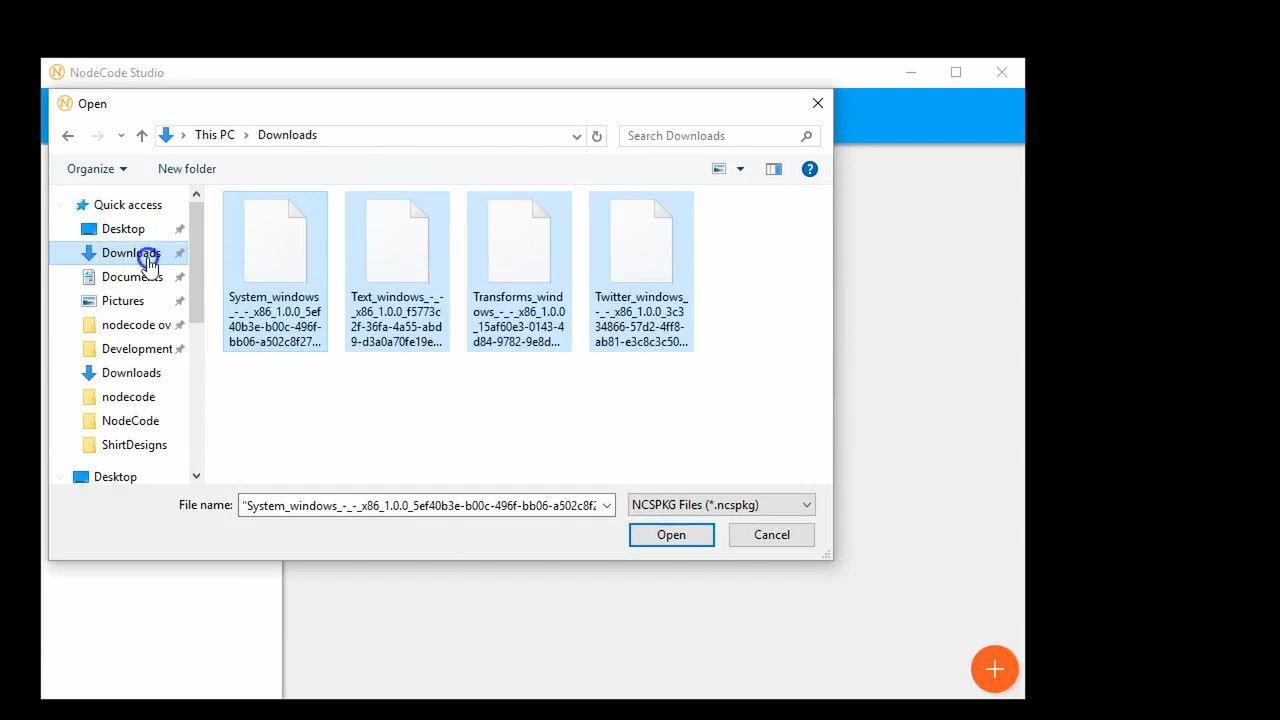 NodeCode Studio
Open
This PC
Downloads
Search Downloads
Organize
New folder
Quick access
Desktop
Downloads
Documents
Pictures
nodecode ov
Development
Downloads
nodecode
NodeCode
ShirtDesigns
Desktop
System_windows
_-_-_x86_1.0.0_5ef
40b3e-b00c-496f-
bb06-a502c8f27...
Text_windows_-_-
_x86_1.0.0_f5773c
2f-36fa-4a55-abd
9-d3a0a70fe19e...
Transforms_wind
ows_-_-_x86_1.0.0
_15af60e3-0143-4
d84-9782-9e8d...
Twitter_windows_
-_-_x86_1.0.0_3c3
34866-57d2-4ff8-
ab81-e3c8c3c50...
File name:
"System_windows_-_-_x86_1.0.0_5ef40b3e-b00c-496f-bb06-a502c8f2
NCSPKG Files (*.ncspkg)
Open
Cancel